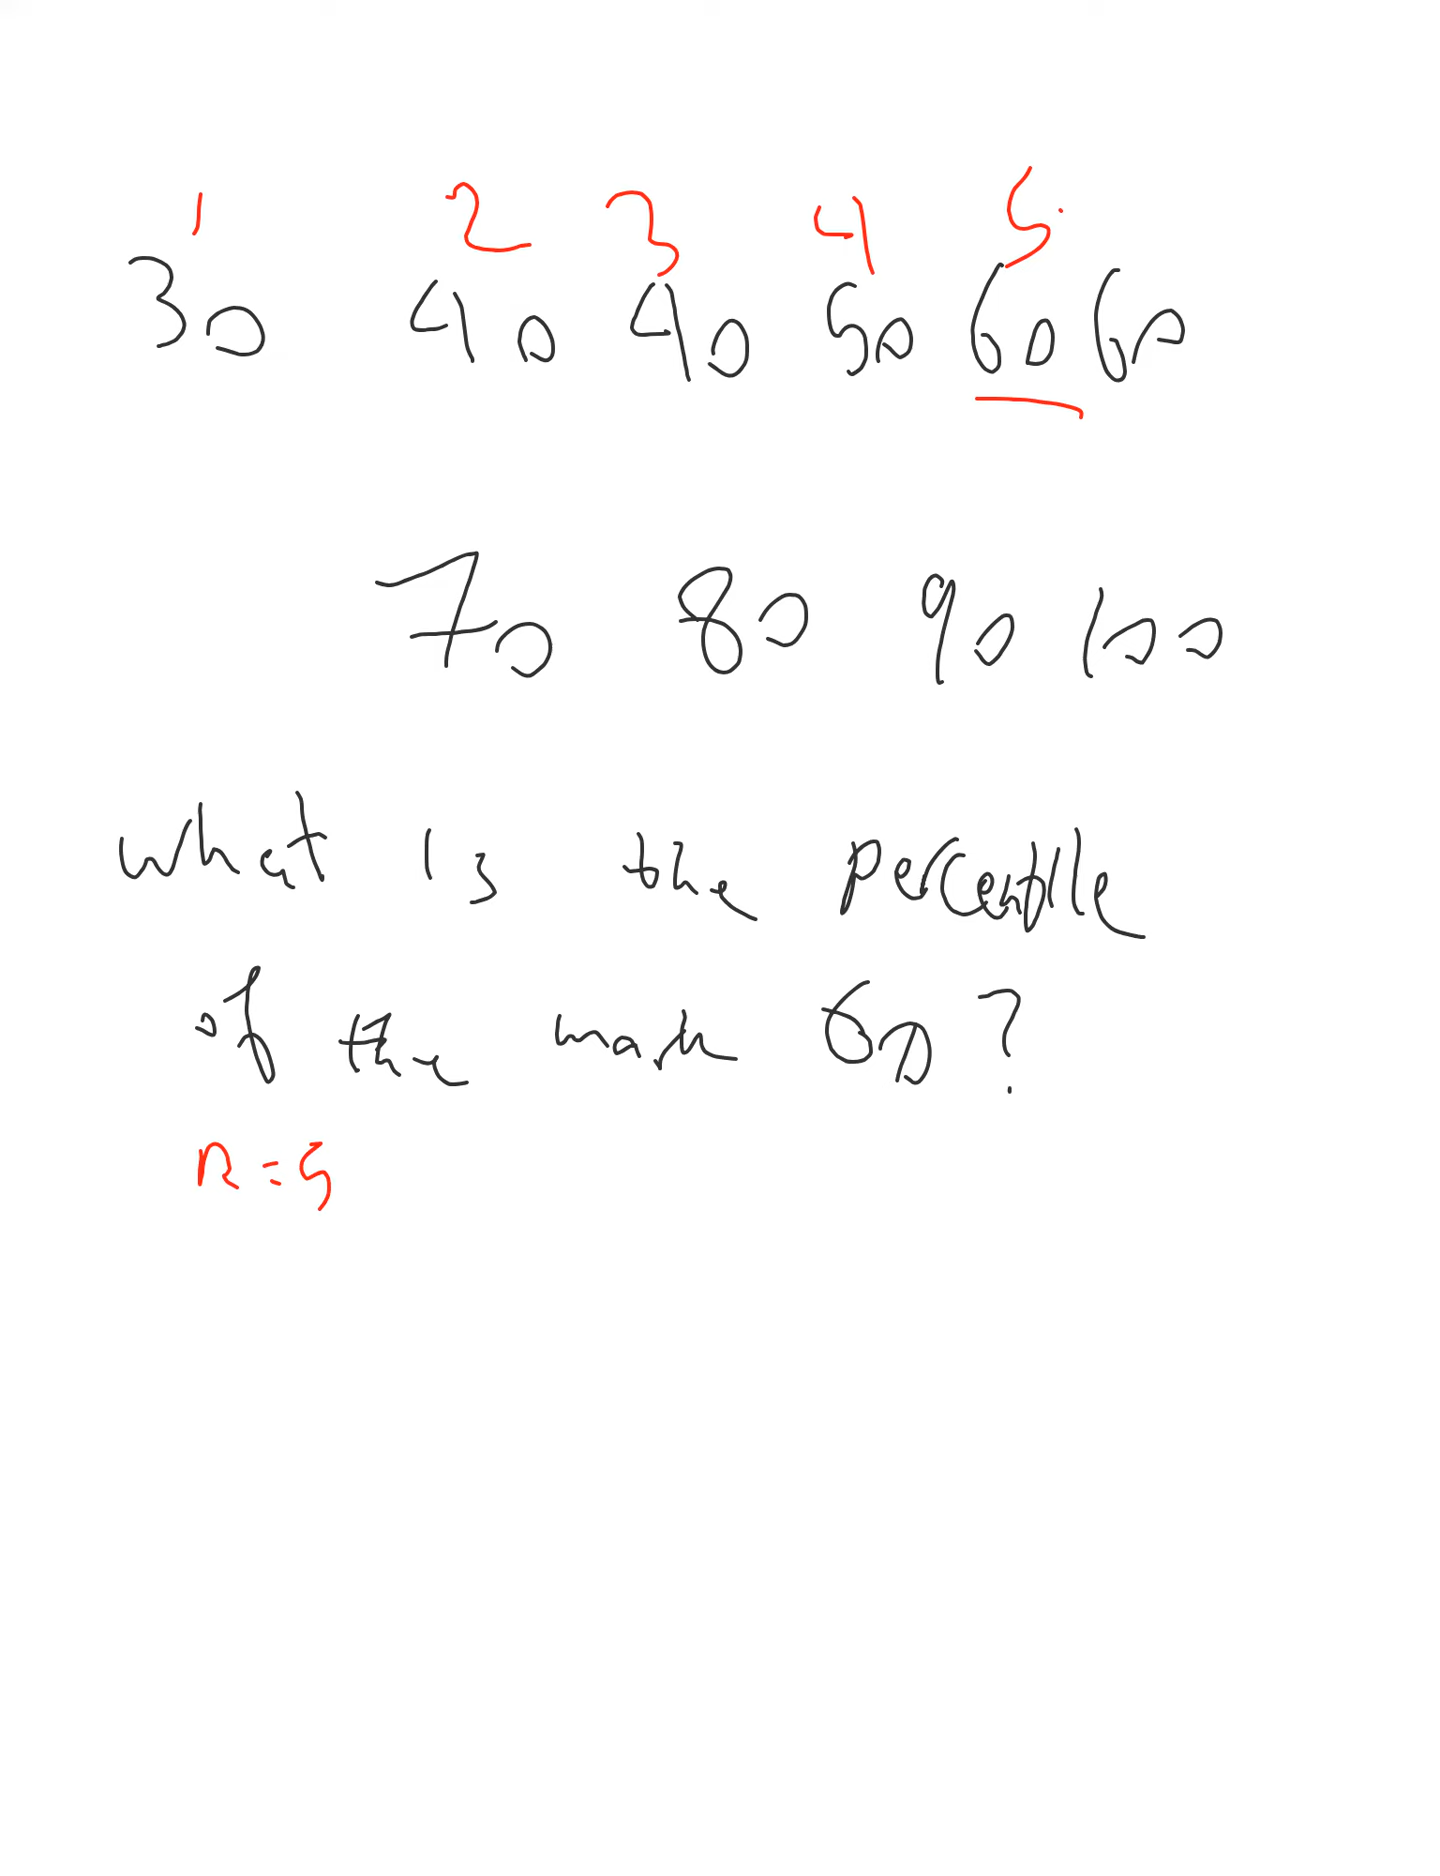 1 2 3 4 5
30 40 40 50 60 60
70 80 90 100
what is the percentile
of the mark 60?
R=5